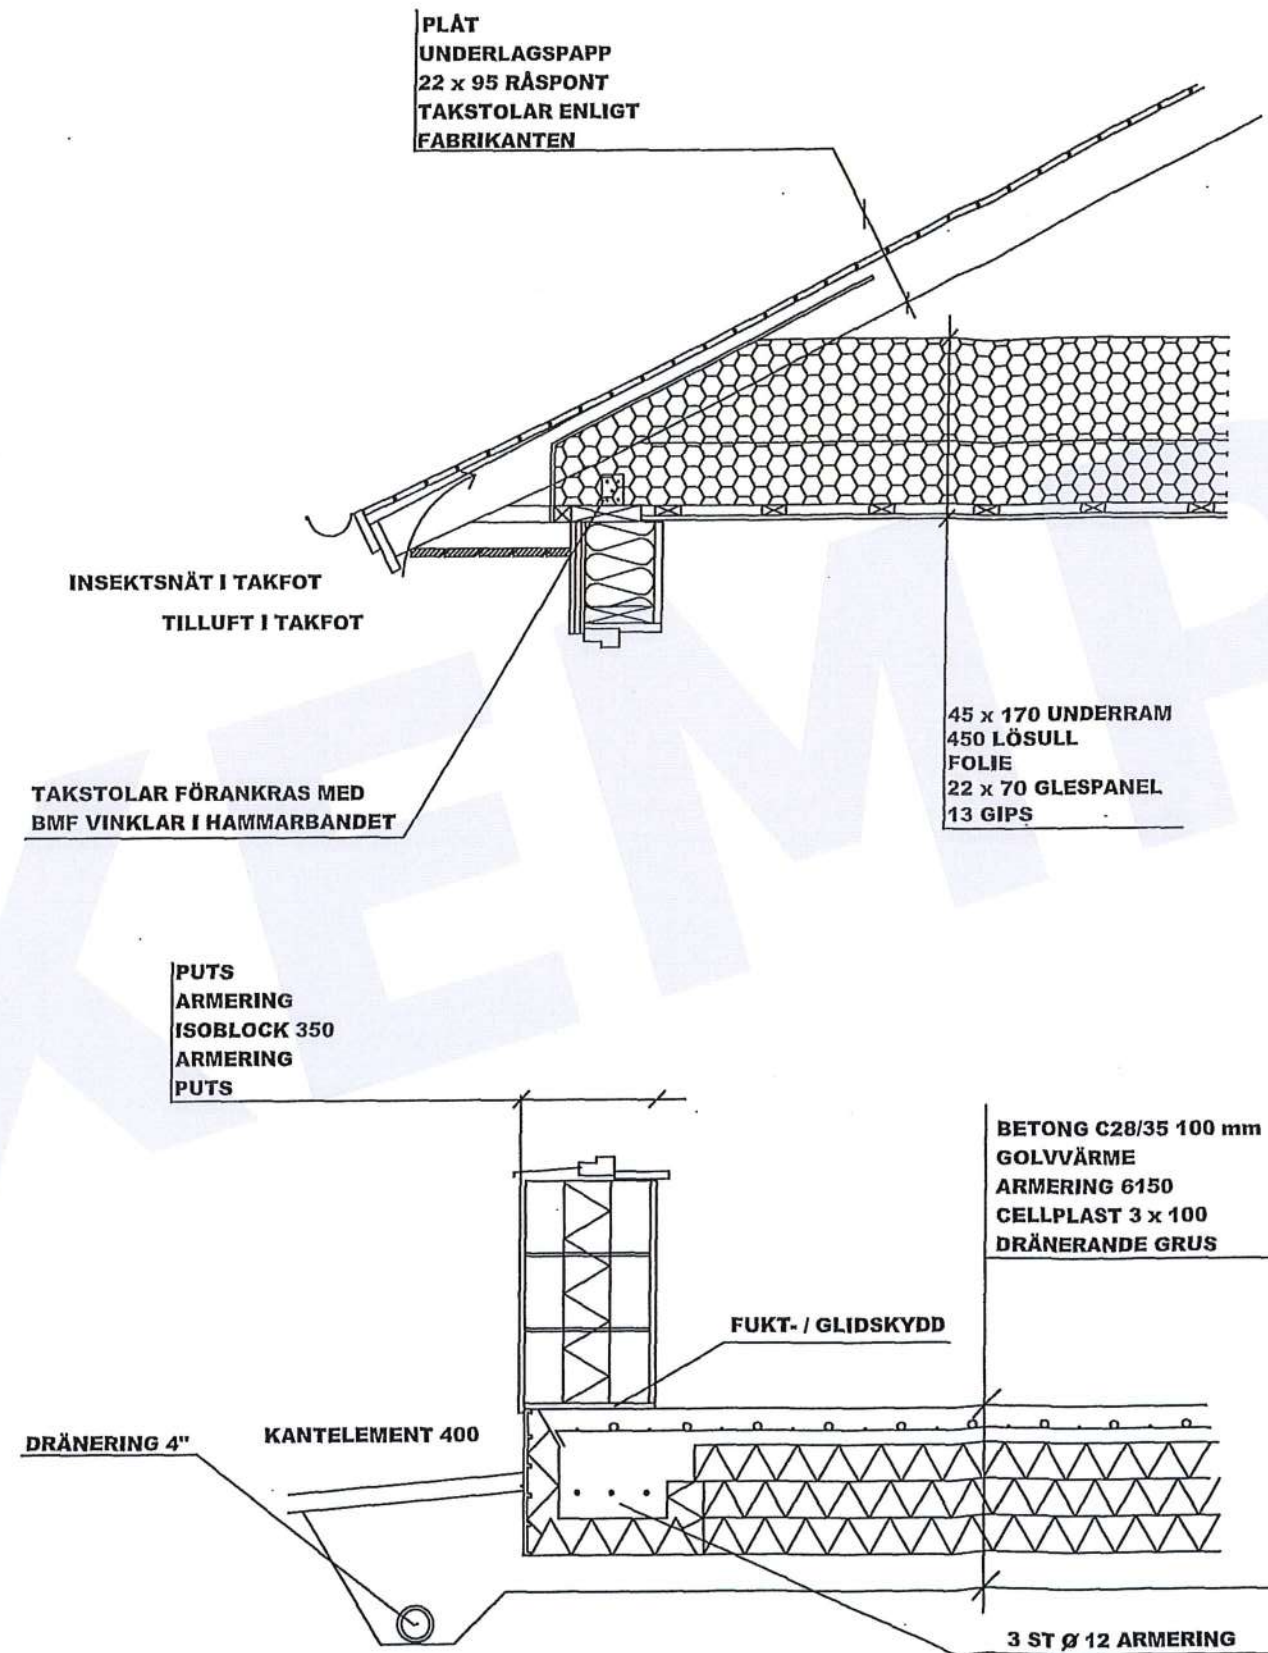 PLÅT
UNDERLAGSPAPP
22 x 95 RÅSPONT
TAKSTOLAR ENLIGT
FABRIKANTEN
INSEKTSNÄT I TAKFOT
TILLUFT I TAKFOT
45 x 170 UNDERRAM
450 LÖSULL
FOLIE
22 x 70 GLESPANEL
13 GIPS
TAKSTOLAR FÖRANKRAS MED
BMF VINKLAR I HAMMARBANDET
PUTS
ARMERING
ISOBLOCK 350
ARMERING
PUTS
BETONG C28/35 100 mm
GOLVVÄRME
ARMERING 6150
CELLPLAST 3 x 100
DRÄNERANDE GRUS
FUKT- / GLIDSKYDD
KANTELEMENT 400
DRÄNERING 4"
3 ST Ø 12 ARMERING